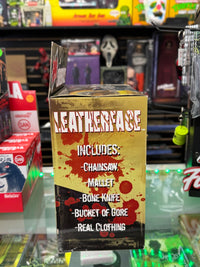 LEATHERFACE
INCLUDES:
-CHAINSAW
-MALLET
-BONE KNIFE
-BUCKET OF GORE
-REAL CLOTHING